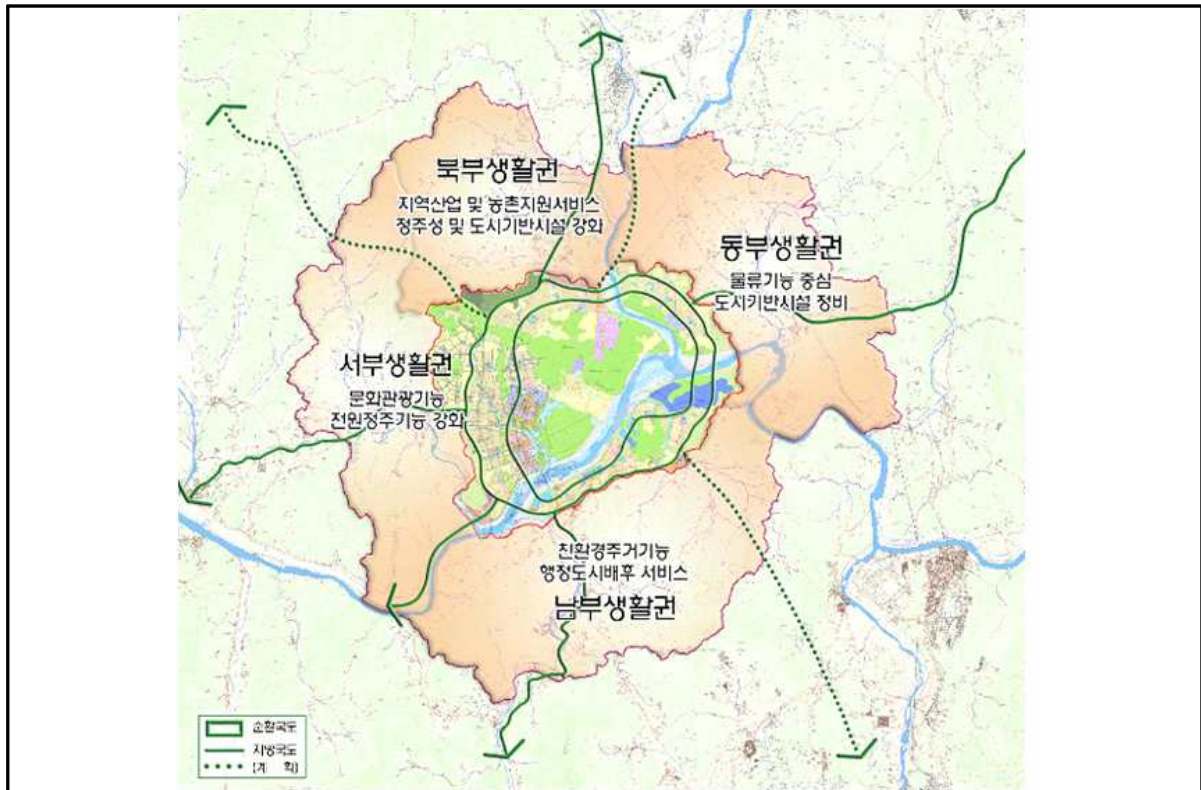 북부생활권
지역산업 및 농촌지원서비스
정주성 및 도시기반시설 강화
동부생활권
물류기능 중심
도시기반시설 정비
서부생활권
문화관광기능
전원정주기능 강화
친환경주거기능
행정도시배후 서비스
남부생활권
순환국도
지방국도
(계 획)